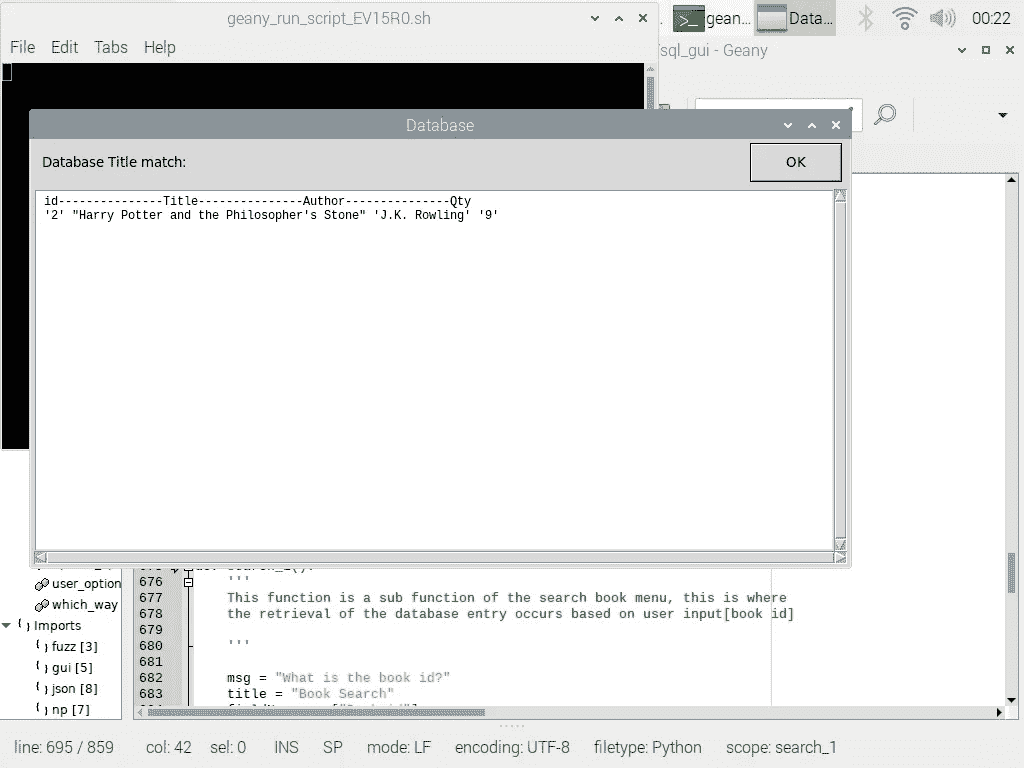 geany_run_script_EV15R0.sh
gean...
Data...
00:22
File Edit Tabs Help
sql_gui - Geany
Database
Database Title match:
OK
id---------------Title---------------Author---------------Qty
'2' "Harry Potter and the Philosopher's Stone" 'J.K. Rowling' '9'
user_option
which_way
Imports
fuzz [3]
gui [5]
json [8]
np [7]
676 '''
677 This function is a sub function of the search book menu, this is where
678 the retrieval of the database entry occurs based on user input[book id]
679
680 '''
681
682 msg = "What is the book id?"
683 title = "Book Search"
line: 695 / 859 col: 42 sel: 0 INS SP mode: LF encoding: UTF-8 filetype: Python scope: search_1